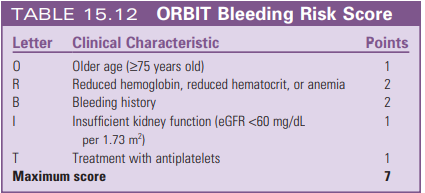 TABLE 15.12 ORBIT Bleeding Risk Score
Letter Clinical Characteristic Points
O Older age (≥75 years old) 1
R Reduced hemoglobin, reduced hematocrit, or anemia 2
B Bleeding history 2
I Insufficient kidney function (eGFR <60 mg/dL 1
per 1.73 m²)
T Treatment with antiplatelets 1
Maximum score 7